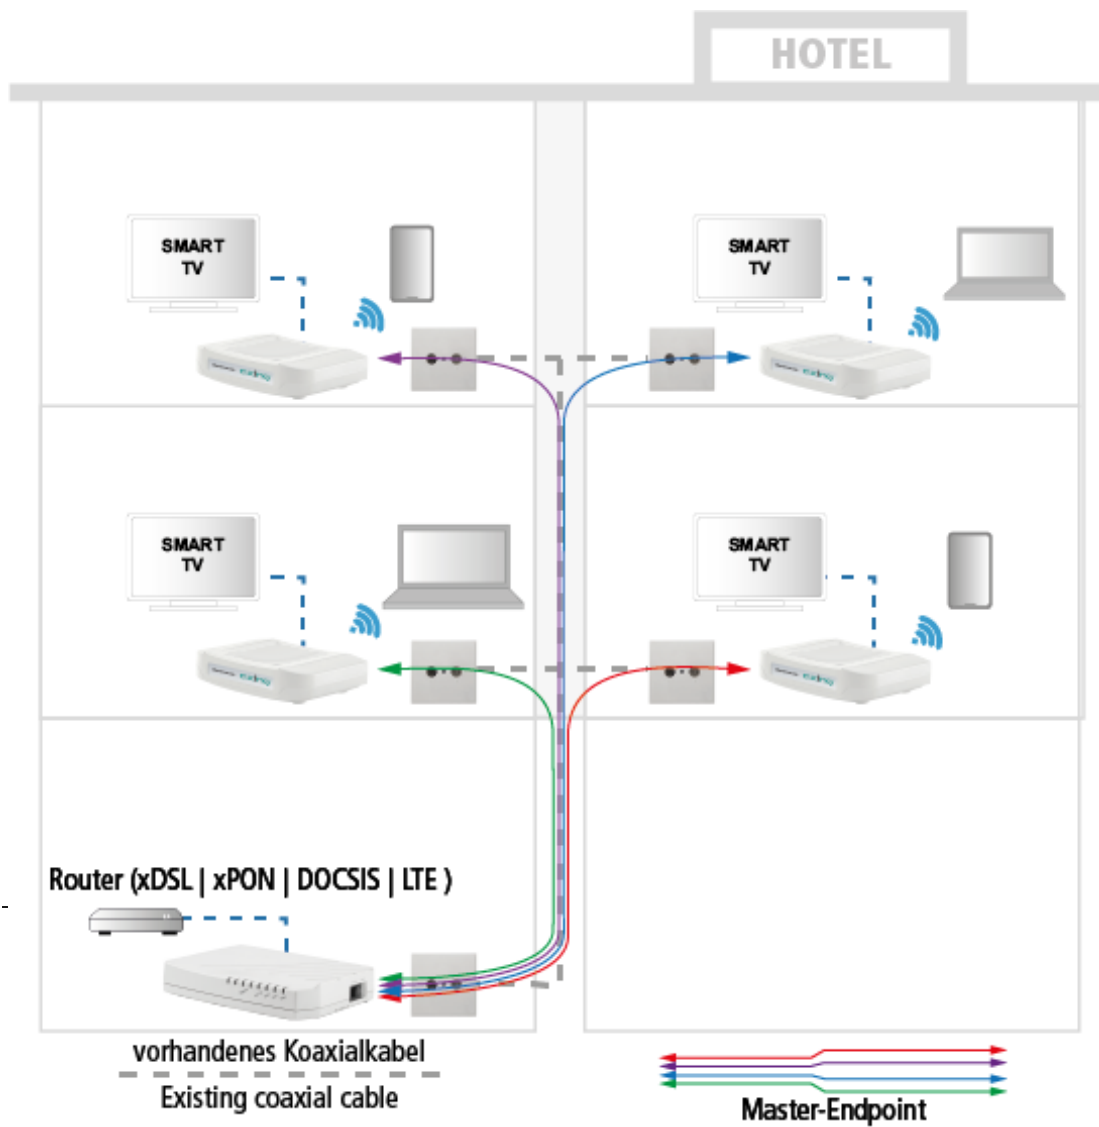 HOTEL
SMART
TV
SMART
TV
SMART
TV
SMART
TV
Router (xDSL | xPON | DOCSIS | LTE )
vorhandenes Koaxialkabel
Existing coaxial cable
Master-Endpoint